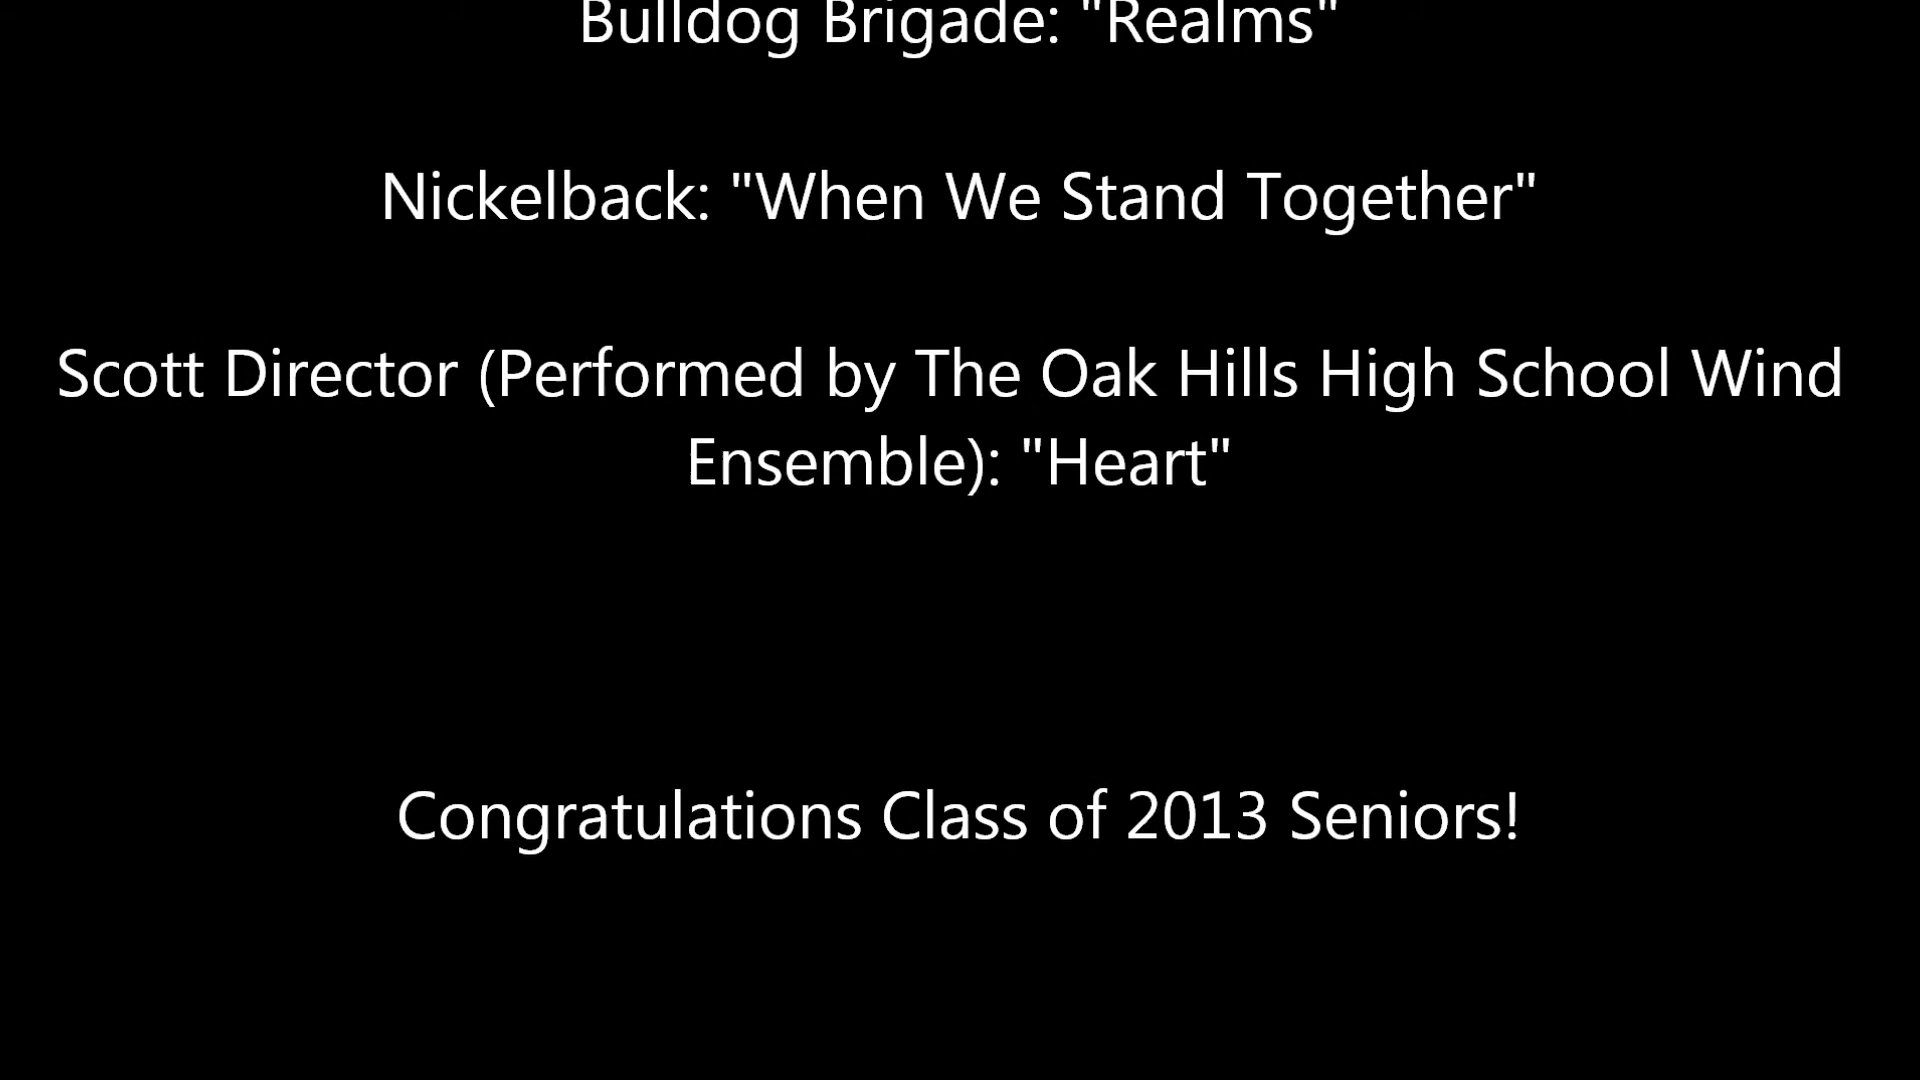 Bulldog Brigade: "Realms"
Nickelback: "When We Stand Together"
Scott Director (Performed by The Oak Hills High School Wind
Ensemble): "Heart"
Congratulations Class of 2013 Seniors!